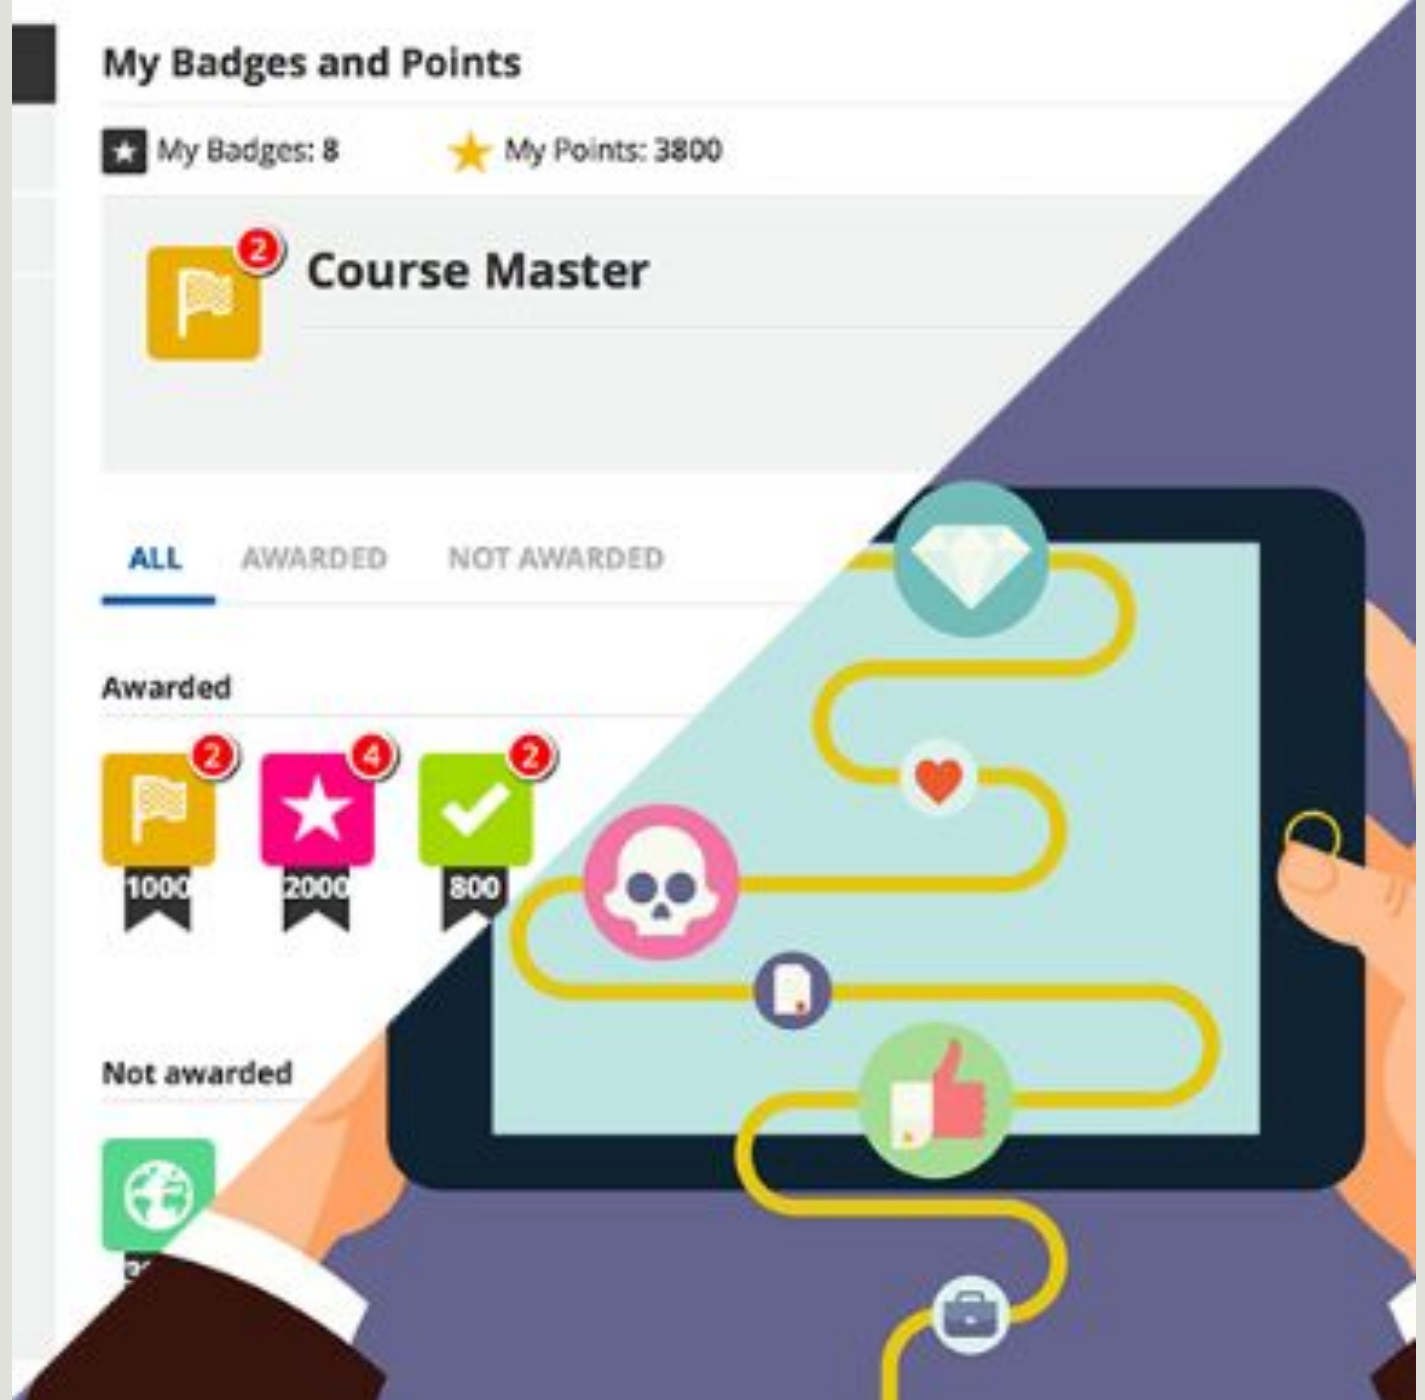 My Badges and Points
My Badges: 8 My Points: 3800
2
Course Master
ALL AWARDED NOT AWARDED
Awarded
2 4 2
1000 2000 800
Not awarded